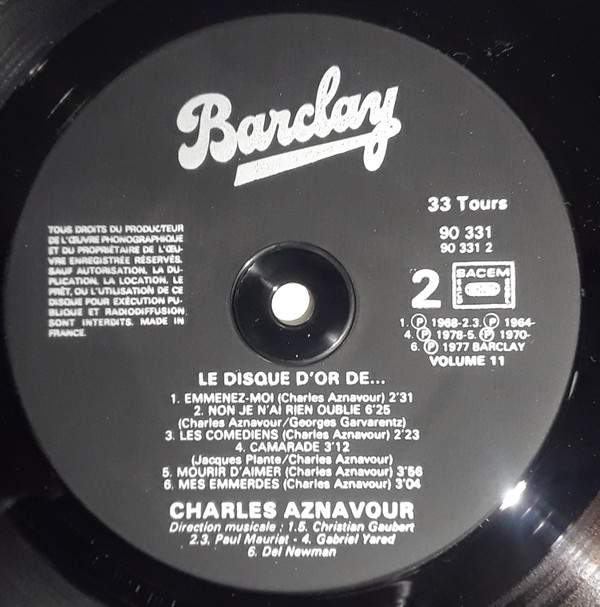 Barclay
33 Tours
90 331
90 331 2
TOUS DROITS DU PRODUCTEUR
DE L'ŒUVRE PHONOGRAPHIQUE
ET DU PROPRIÉTAIRE DE L'ŒU-
VRE ENREGISTRÉE RÉSERVÉS.
SAUF AUTORISATION, LA DU-
PLICATION, LA LOCATION, LE
PRÊT, OU L'UTILISATION DE CE
DISQUE POUR EXÉCUTION PU-
BLIQUE ET RADIODIFFUSION
SONT INTERDITS. MADE IN
FRANCE.
2
SACEM
1. Ⓟ 1968-2.3. Ⓟ 1964-
4. Ⓟ 1978-5. Ⓟ 1970-
6. Ⓟ 1977 BARCLAY
VOLUME 11
LE DISQUE D'OR DE...
1. EMMENEZ-MOI (Charles Aznavour) 2'31
2. NON JE N'AI RIEN OUBLIE 6'25
(Charles Aznavour/Georges Garvarentz)
3. LES COMEDIENS (Charles Aznavour) 2'23
4. CAMARADE 3'12
(Jacques Plante/Charles Aznavour)
5. MOURIR D'AIMER (Charles Aznavour) 3'56
6. MES EMMERDES (Charles Aznavour) 3'04
CHARLES AZNAVOUR
Direction musicale : 1.5. Christian Gaubert
2.3. Paul Mauriat - 4. Gabriel Yared
6. Del Newman